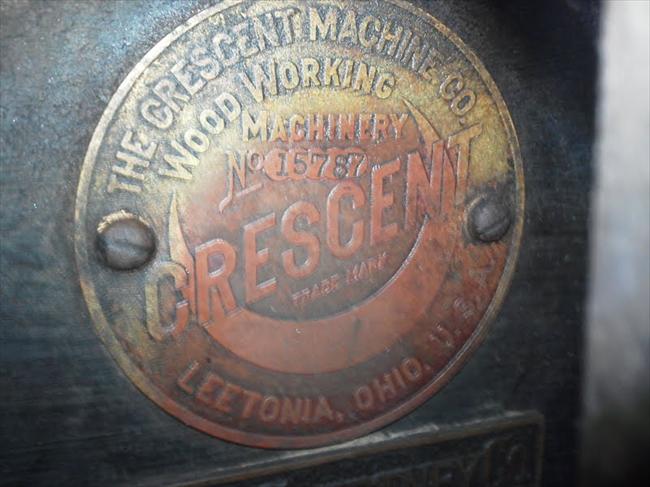 THE CRESCENT MACHINE CO.
WOOD WORKING
MACHINERY
No 15787
CRESCENT
TRADE MARK
LEETONIA, OHIO, U.S.A.